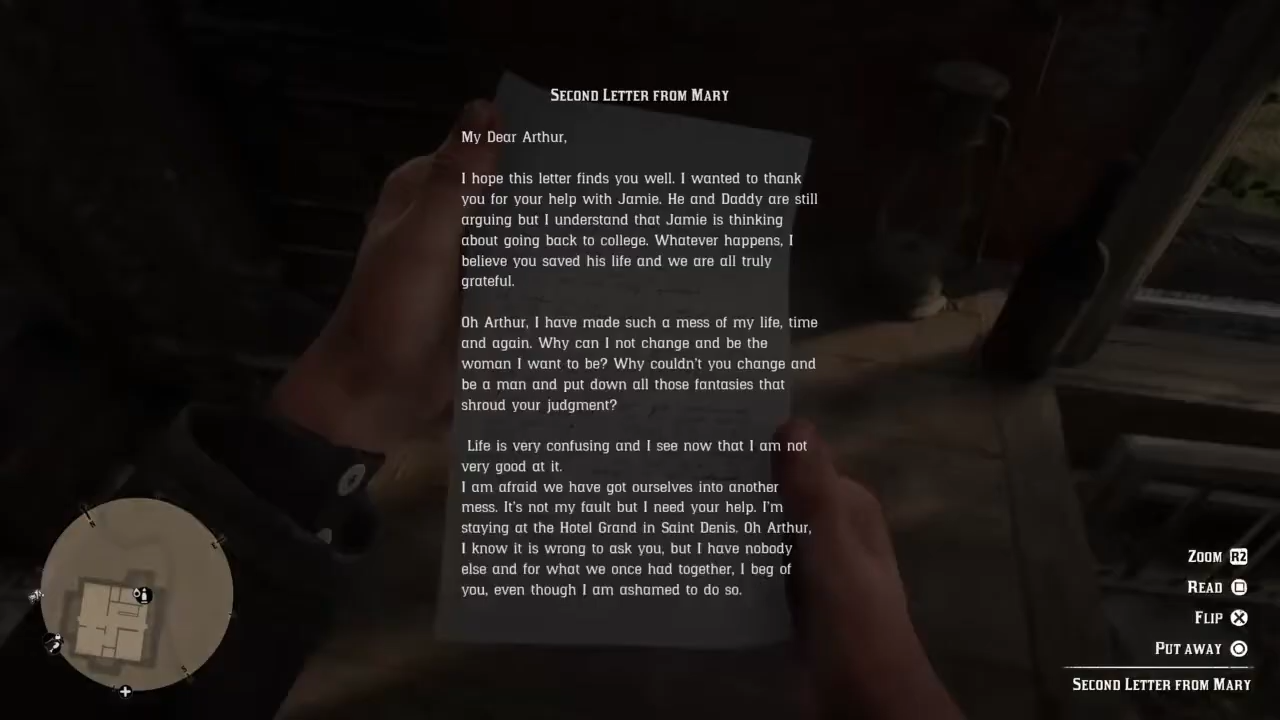 Second Letter from Mary
My Dear Arthur,
I hope this letter finds you well. I wanted to thank
you for your help with Jamie. He and Daddy are still
arguing but I understand that Jamie is thinking
about going back to college. Whatever happens, I
believe you saved his life and we are all truly
grateful.
Oh Arthur, I have made such a mess of my life, time
and again. Why can I not change and be the
woman I want to be? Why couldn't you change and
be a man and put down all those fantasies that
shroud your judgment?
Life is very confusing and I see now that I am not
very good at it.
I am afraid we have got ourselves into another
mess. It's not my fault but I need your help. I'm
staying at the Hotel Grand in Saint Denis. Oh Arthur,
I know it is wrong to ask you, but I have nobody
else and for what we once had together, I beg of
you, even though I am ashamed to do so.
Zoom R2
Read
Flip
Put away
Second Letter from Mary